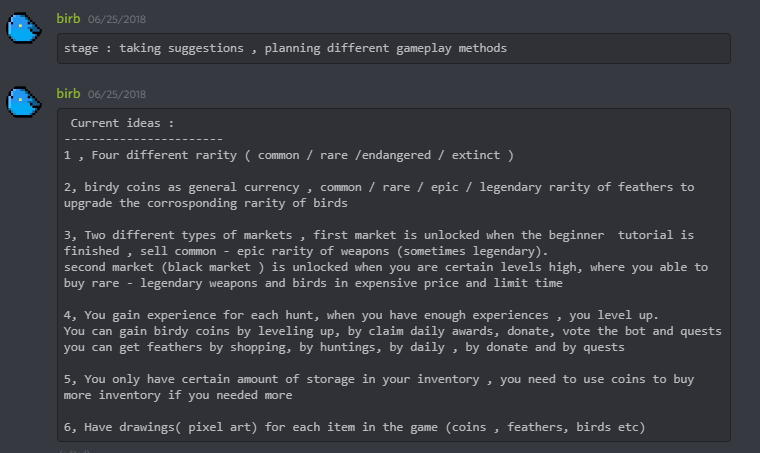 birb 06/25/2018
stage : taking suggestions , planning different gameplay methods
birb 06/25/2018
Current ideas :
-----------------------
1 , Four different rarity ( common / rare /endangered / extinct )
2, birdy coins as general currency , common / rare / epic / legendary rarity of feathers to
upgrade the corrosponding rarity of birds
3, Two different types of markets , first market is unlocked when the beginner  tutorial is
finished , sell common - epic rarity of weapons (sometimes legendary).
second market (black market ) is unlocked when you are certain levels high, where you able to
buy rare - legendary weapons and birds in expensive price and limit time
4, You gain experience for each hunt, when you have enough experiences , you level up.
You can gain birdy coins by leveling up, by claim daily awards, donate, vote the bot and quests
you can get feathers by shopping, by huntings, by daily , by donate and by quests
5, You only have certain amount of storage in your inventory , you need to use coins to buy
more inventory if you needed more
6, Have drawings( pixel art) for each item in the game (coins , feathers, birds etc)